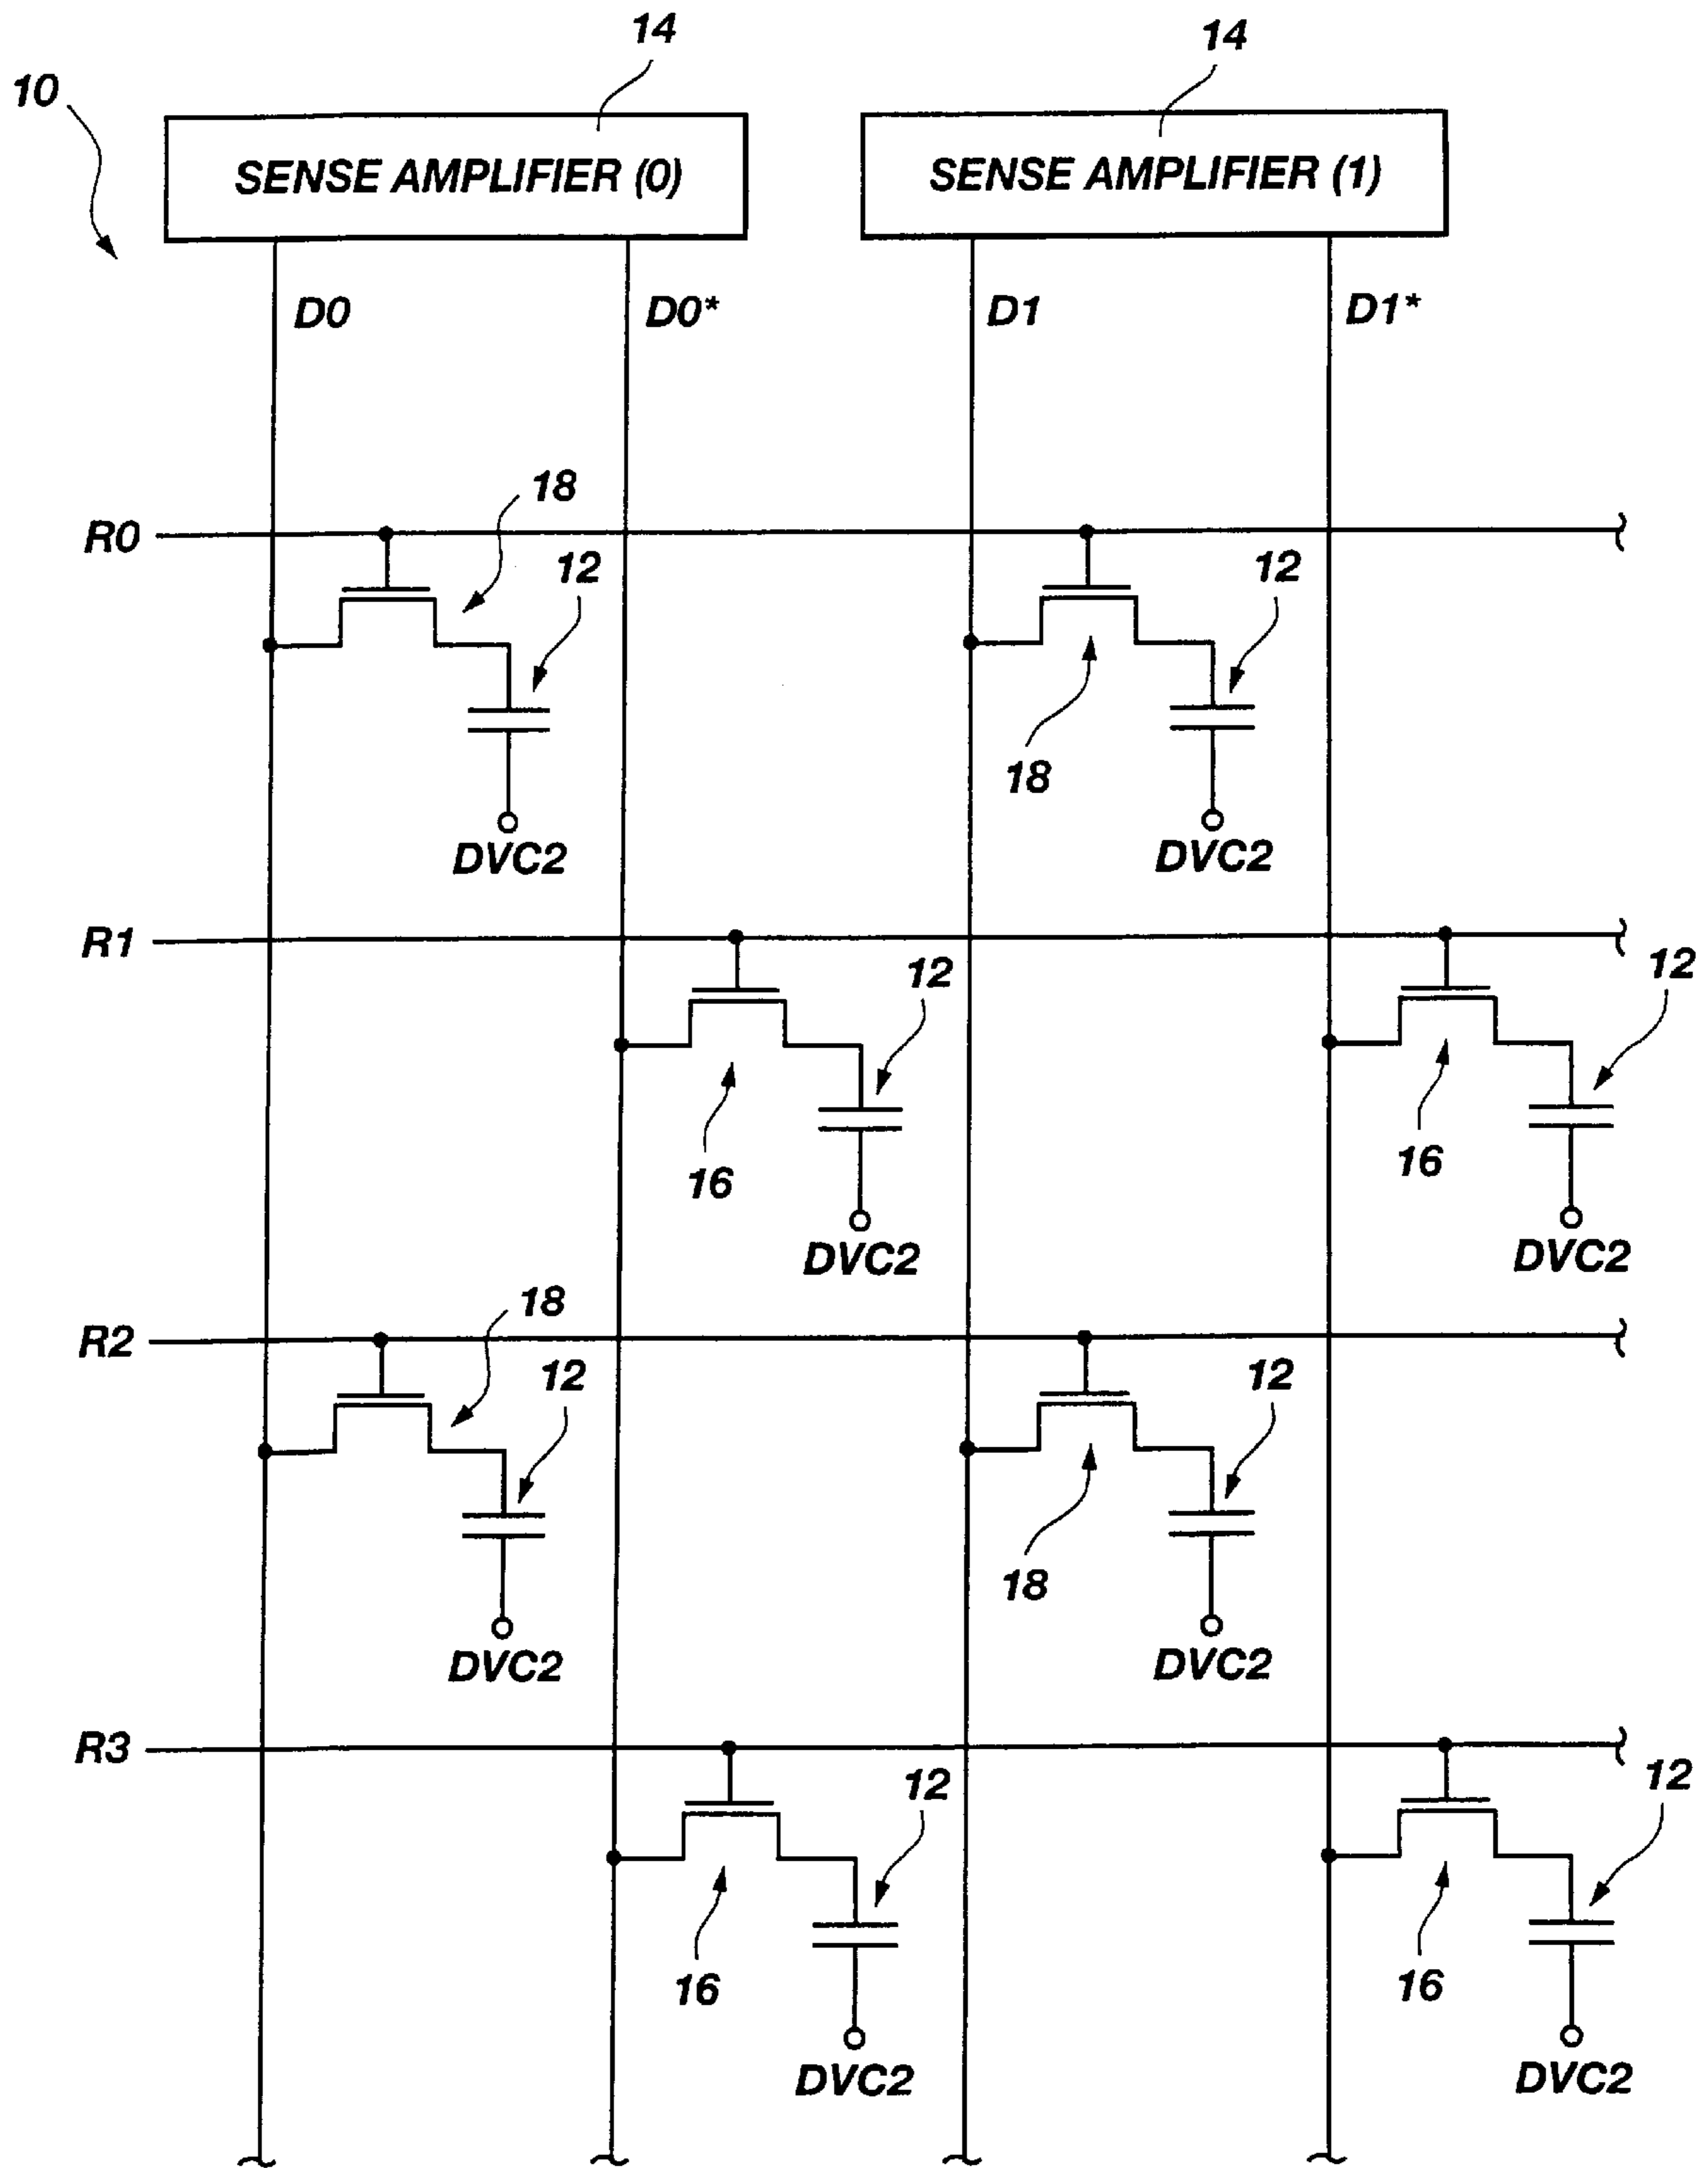 14
14
10
SENSE AMPLIFIER (0)
SENSE AMPLIFIER (1)
D0
D0*
D1
D1*
18
R0
12
12
18
DVC2
DVC2
R1
12
12
16
16
DVC2
DVC2
18
R2
12
12
18
DVC2
DVC2
R3
12
12
16
16
DVC2
DVC2